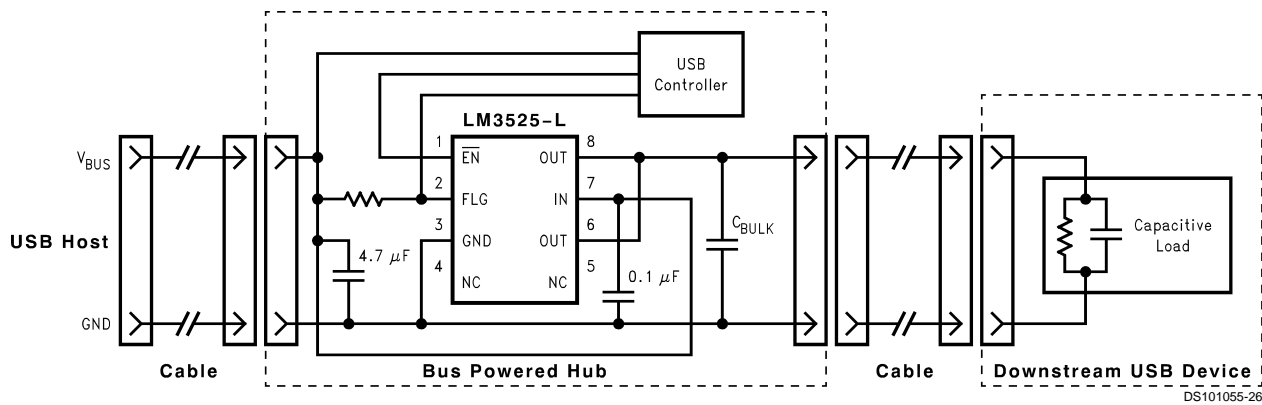 USB
Controller
LM3525-L
1
EN
OUT
8
V_BUS
2
FLG
IN
7
3
GND
OUT
6
USB Host
4.7 μF
4
NC
NC
5
0.1 μF
C_BULK
Capacitive
Load
GND
Cable
Bus Powered Hub
Cable
Downstream USB Device
DS101055-26